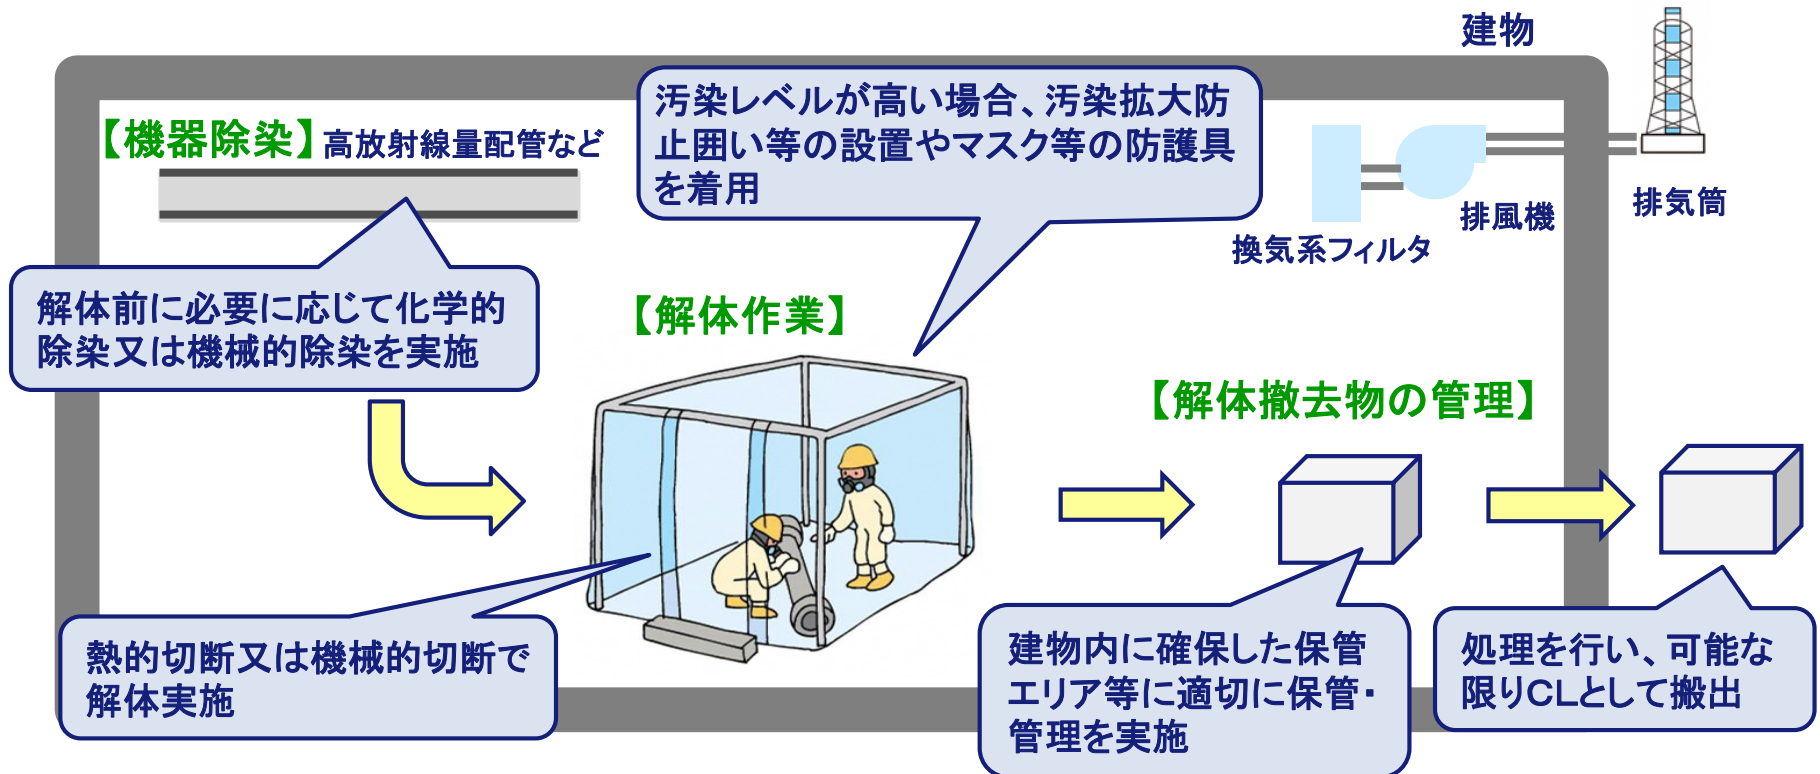 建物
【機器除染】高放射線量配管など
汚染レベルが高い場合、汚染拡大防
止囲い等の設置やマスク等の防護具
を着用
排気筒
排風機
換気系フィルタ
解体前に必要に応じて化学的
除染又は機械的除染を実施
【解体作業】
【解体撤去物の管理】
熱的切断又は機械的切断で
解体実施
建物内に確保した保管
エリア等に適切に保管・
管理を実施
処理を行い、可能な
限りCLとして搬出